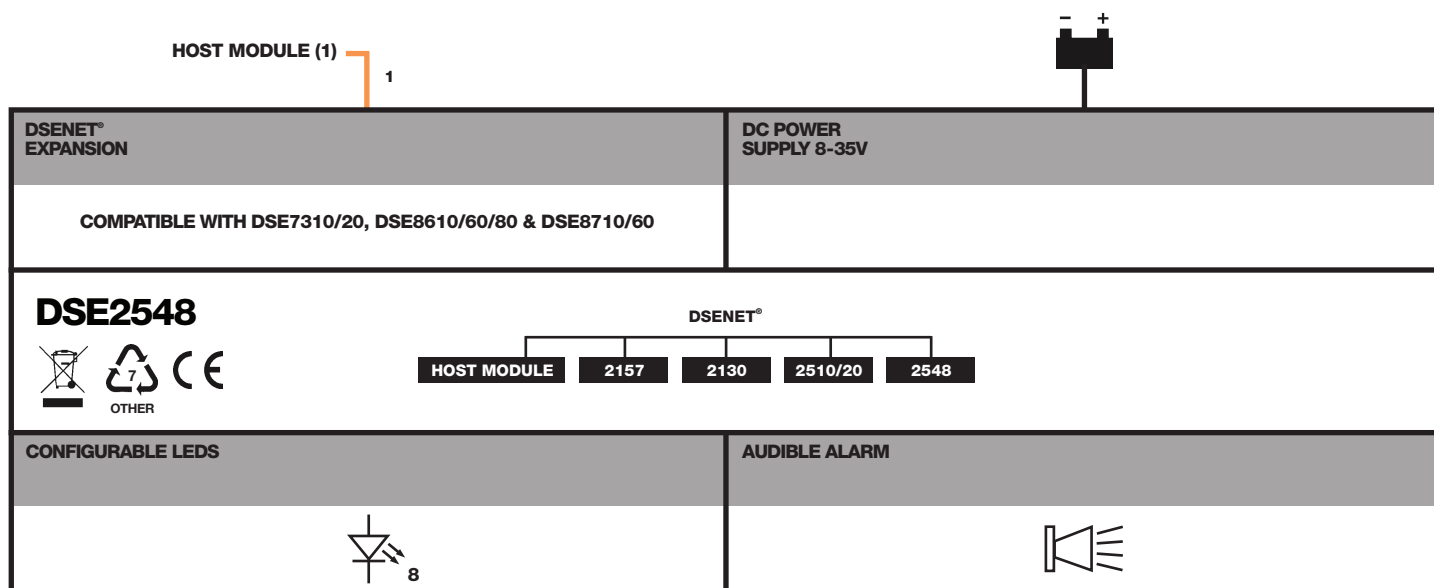 HOST MODULE (1)
1
- +
DSENET®
EXPANSION
DC POWER
SUPPLY 8-35V
COMPATIBLE WITH DSE7310/20, DSE8610/60/80 & DSE8710/60
DSE2548
DSENET®
HOST MODULE 2157 2130 2510/20 2548
7
CE
OTHER
CONFIGURABLE LEDS
AUDIBLE ALARM
8